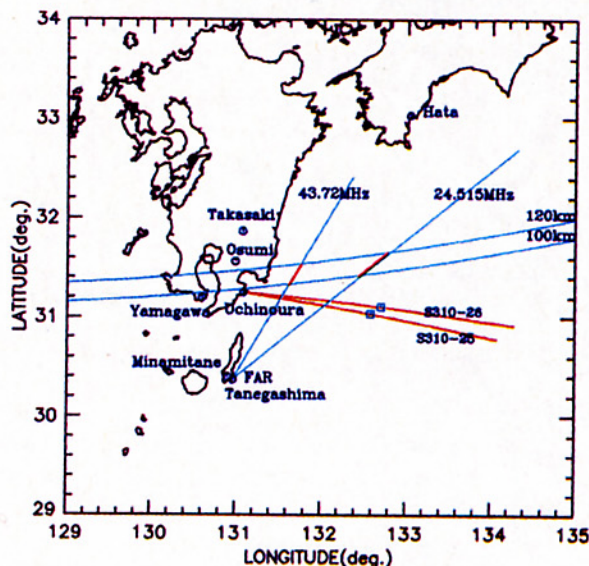 34
33
32
31
30
29
LATITUDE(deg.)
Hata
43.72MHz
24.515MHz
Takasaki
120km
Osumi
100km
Yamagawa
Uchinoura
S310-26
S310-25
Minamitane
FAR
Tanegashima
129
130
131
132
133
134
135
LONGITUDE(deg.)